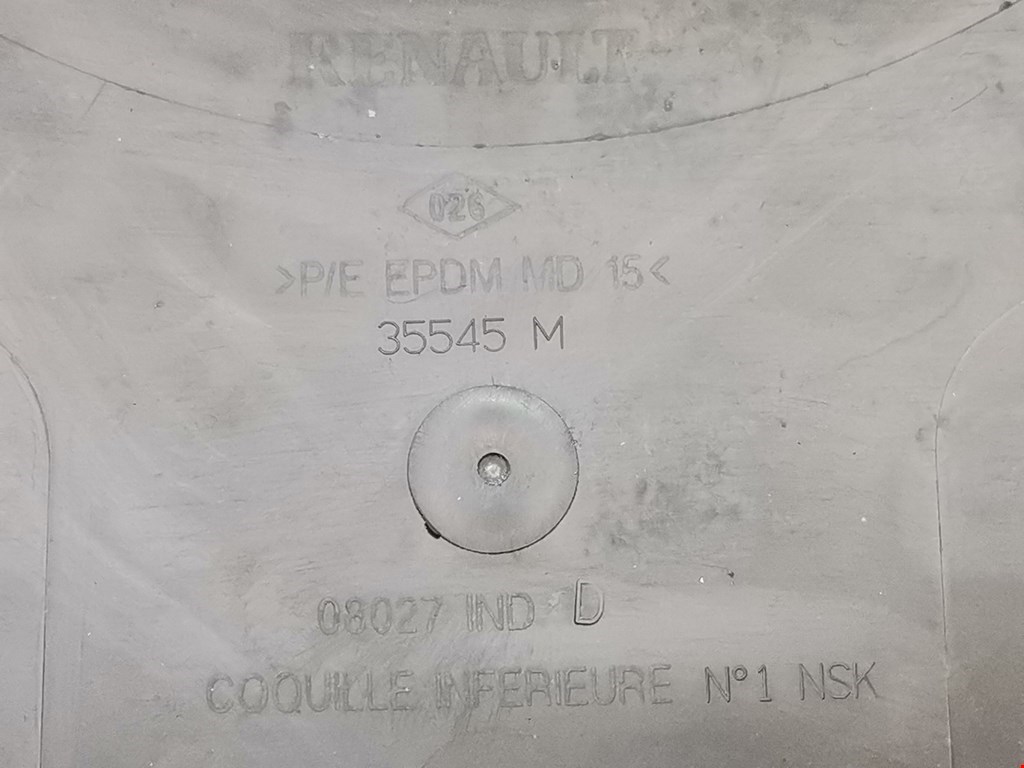 RENAULT
026
>P/E EPDM MD 15<
35545 M
08027 IND D
COQUILLE INFERIEURE N°1 NSK